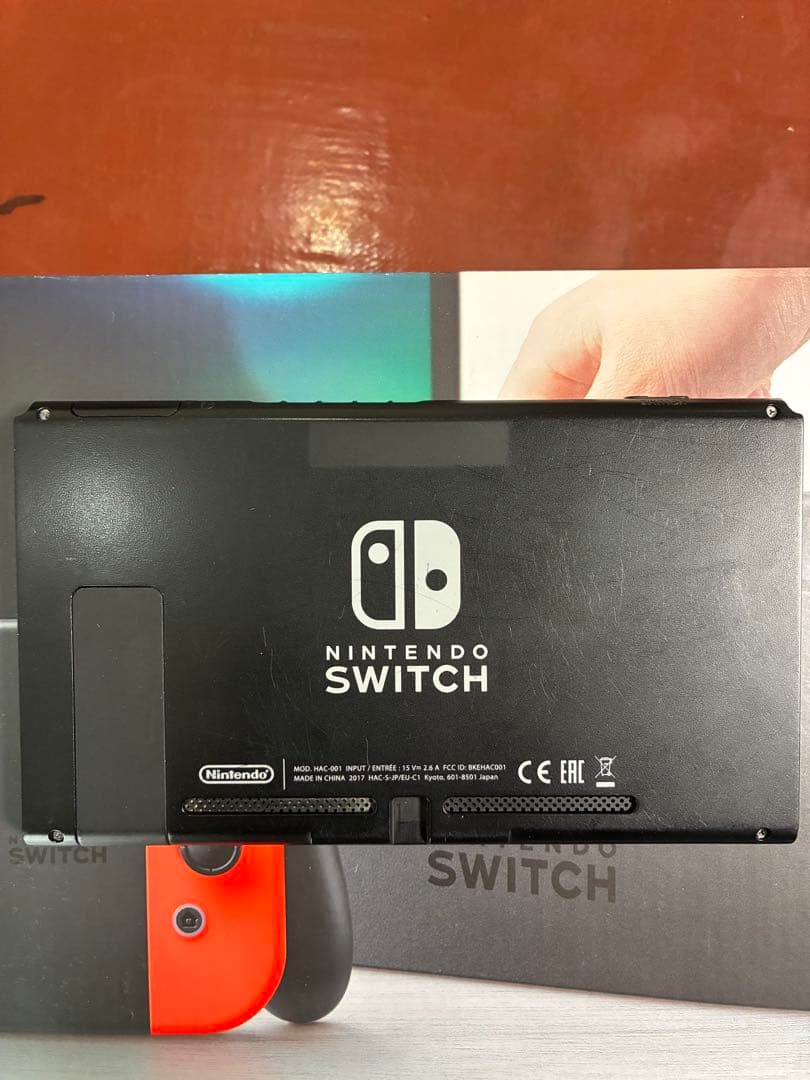 NINTENDO
SWITCH
Nintendo
MOD. HAC-001 INPUT / ENTRÉE : 15 V⎓ 2.6 A FCC ID: BKEHAC001
MADE IN CHINA 2017 HAC-S-JP/EU-C1 Kyoto, 601-8501 Japan
CE EAC
SWITCH
NINTENDO
SWITCH